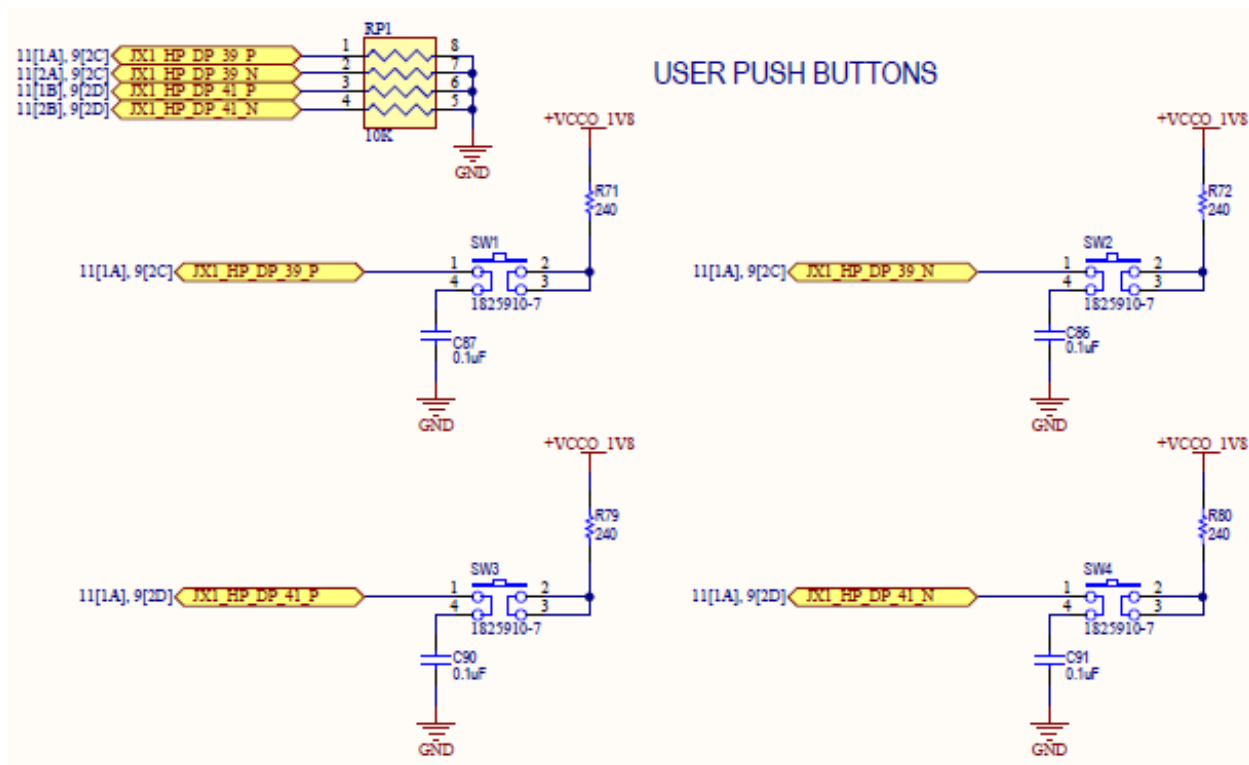 RP1
11[1A], 9[2C] JX1_HP_DP_39_P 1 8
11[2A], 9[2C] JX1_HP_DP_39_N 2 7
11[1B], 9[2D] JX1_HP_DP_41_P 3 6
11[2B], 9[2D] JX1_HP_DP_41_N 4 5
10K
GND
USER PUSH BUTTONS
+VCCO_1V8
R71
240
SW1
11[1A], 9[2C] JX1_HP_DP_39_P 1 2
4 3
1825910-7
C87
0.1uF
GND
+VCCO_1V8
R72
240
SW2
11[1A], 9[2C] JX1_HP_DP_39_N 1 2
4 3
1825910-7
C86
0.1uF
GND
+VCCO_1V8
R79
240
SW3
11[1A], 9[2D] JX1_HP_DP_41_P 1 2
4 3
1825910-7
C90
0.1uF
GND
+VCCO_1V8
R80
240
SW4
11[1A], 9[2D] JX1_HP_DP_41_N 1 2
4 3
1825910-7
C91
0.1uF
GND